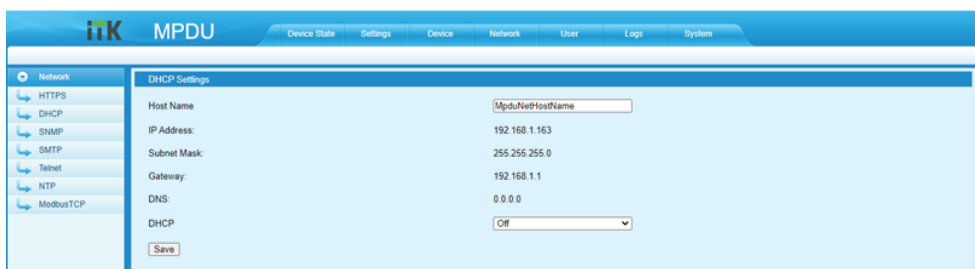 iTK MPDU Device State Settings Device Network User Logs System
Network
HTTPS
DHCP
SNMP
SMTP
Telnet
NTP
ModbusTCP
DHCP Settings
Host Name MpduNetHostName
IP Address: 192.168.1.163
Subnet Mask: 255.255.255.0
Gateway: 192.168.1.1
DNS: 0.0.0.0
DHCP Off
Save